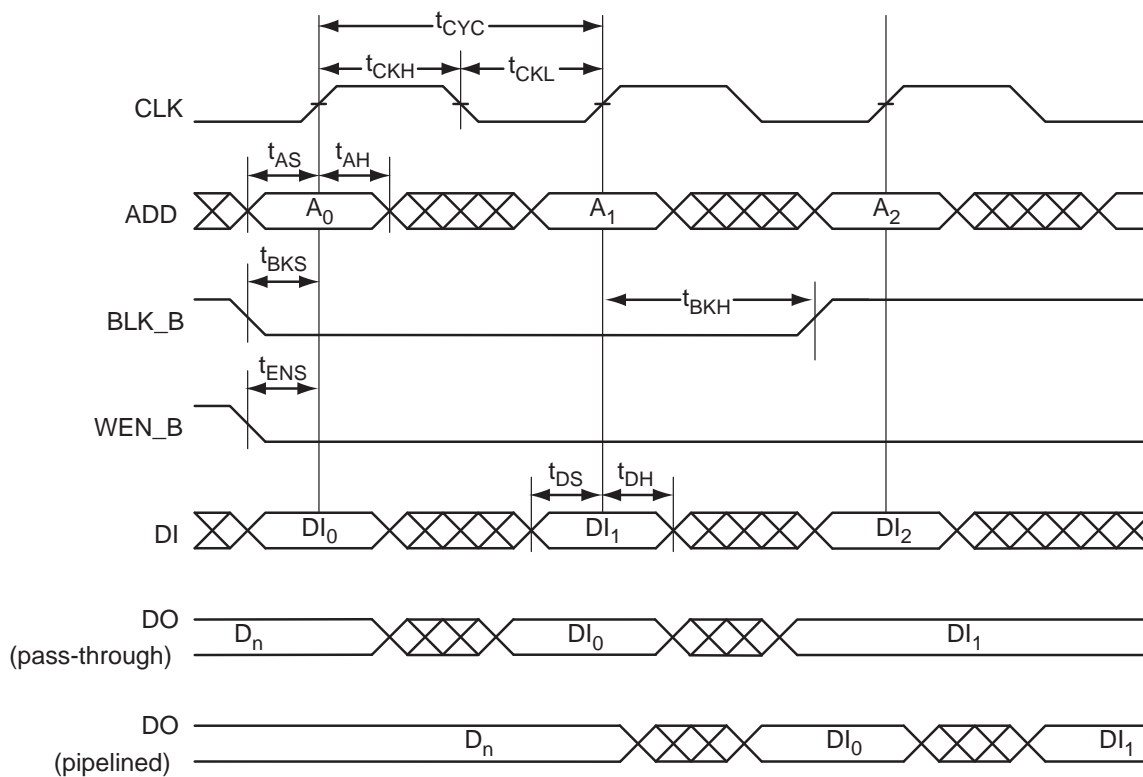 tCYC
tCKH tCKL
CLK
tAS tAH
ADD A0 A1 A2
tBKS
tBKH
BLK_B
tENS
WEN_B
tDS tDH
DI DI0 DI1 DI2
DO
(pass-through) Dn DI0 DI1
DO
(pipelined) Dn DI0 DI1